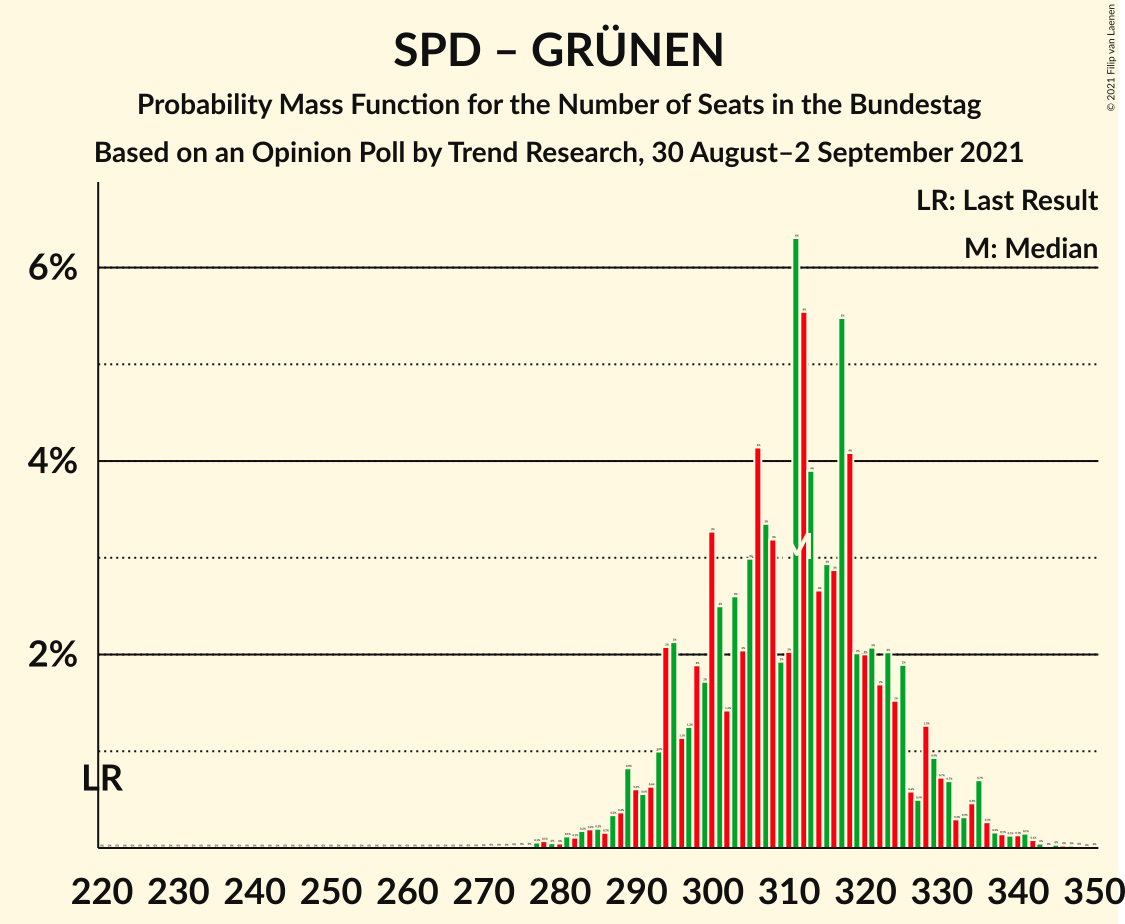 SPD – GRÜNEN
Probability Mass Function for the Number of Seats in the Bundestag
Based on an Opinion Poll by Trend Research, 30 August–2 September 2021
© 2021 Filip van Laenen
LR: Last Result
M: Median
6%
4%
2%
LR
M
220 230 240 250 260 270 280 290 300 310 320 330 340 350